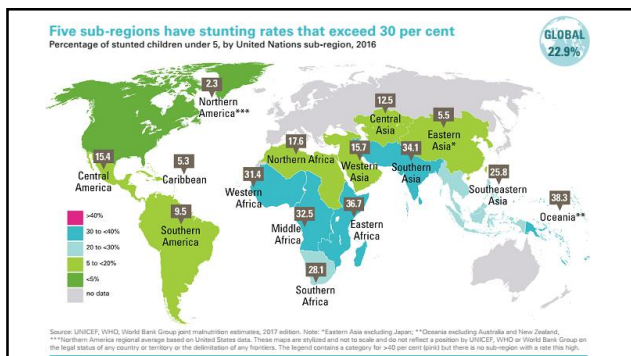 Five sub-regions have stunting rates that exceed 30 per cent
Percentage of stunted children under 5, by United Nations sub-region, 2016
GLOBAL
22.9%
2.3
Northern
America***
12.5
Central
Asia
5.5
Eastern
Asia*
15.4
Central
America
5.3
Caribbean
17.6
Northern Africa
15.7
Western
Asia
34.1
Southern
Asia
25.8
Southeastern
Asia
31.4
Western
Africa
38.3
Oceania**
9.5
Southern
America
32.5
Middle
Africa
36.7
Eastern
Africa
28.1
Southern
Africa
>40%
30 to <40%
20 to <30%
5 to <20%
<5%
no data
Source: UNICEF, WHO, World Bank Group joint malnutrition estimates, 2017 edition. Note: *Eastern Asia excluding Japan; **Oceania excluding Australia and New Zealand,
***Northern America regional average based on United States data. These maps are stylized and not to scale and do not reflect a position by UNICEF, WHO or World Bank Group on
the legal status of any country or territory or the delimitation of any frontiers. The legend contains a category for >40 per cent (pink) but there is no sub-region with a rate this high.